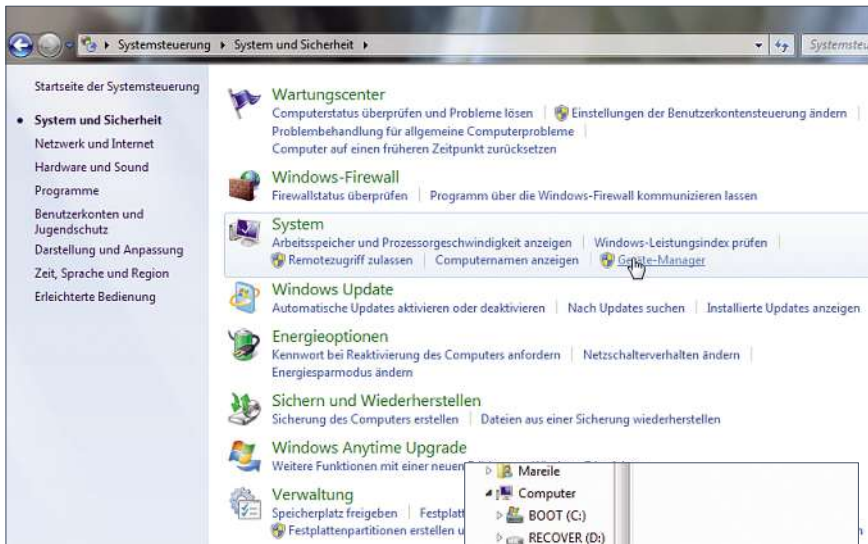 Systemsteuerung System und Sicherheit
Startseite der Systemsteuerung
System und Sicherheit
Netzwerk und Internet
Hardware und Sound
Programme
Benutzerkonten und
Jugendschutz
Darstellung und Anpassung
Zeit, Sprache und Region
Erleichterte Bedienung
Wartungscenter
Computerstatus überprüfen und Probleme lösen Einstellungen der Benutzerkontensteuerung ändern
Problembehandlung für allgemeine Computerprobleme
Computer auf einen früheren Zeitpunkt zurücksetzen
Windows-Firewall
Firewallstatus überprüfen Programm über die Windows-Firewall kommunizieren lassen
System
Arbeitsspeicher und Prozessorgeschwindigkeit anzeigen Windows-Leistungsindex prüfen
Remotezugriff zulassen Computernamen anzeigen Geräte-Manager
Windows Update
Automatische Updates aktivieren oder deaktivieren Nach Updates suchen Installierte Updates anzeigen
Energieoptionen
Kennwort bei Reaktivierung des Computers anfordern Netzschalterverhalten ändern
Energiesparmodus ändern
Sichern und Wiederherstellen
Sicherung des Computers erstellen Dateien aus einer Sicherung wiederherstellen
Windows Anytime Upgrade
Weitere Funktionen mit einer neuen
Verwaltung
Speicherplatz freigeben Festplatt
Festplattenpartitionen erstellen u
Mareile
Computer
BOOT (C:)
RECOVER (D:)